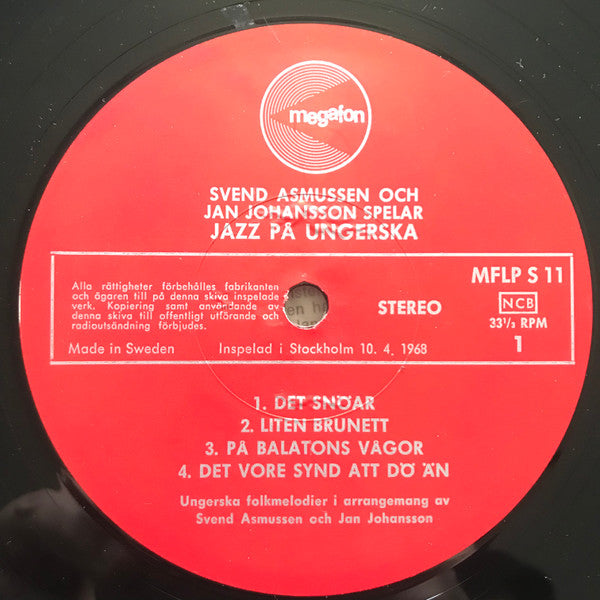 megafon
SVEND ASMUSSEN OCH
JAN JOHANSSON SPELAR
JAZZ PÅ UNGERSKA
Alla rättigheter förbehålles fabrikanten
och ägaren till på denna skiva inspelade
verk. Kopiering samt användande av
denna skiva till offentligt utförande och
radioutsändning förbjudes.
Made in Sweden
Inspelad i Stockholm 10. 4. 1968
STEREO
MFLP S 11
NCB
33⅓ RPM
1
1. DET SNÖAR
2. LITEN BRUNETT
3. PÅ BALATONS VÅGOR
4. DET VORE SYND ATT DÖ ÄN
Ungerska folkmelodier i arrangemang av
Svend Asmussen och Jan Johansson